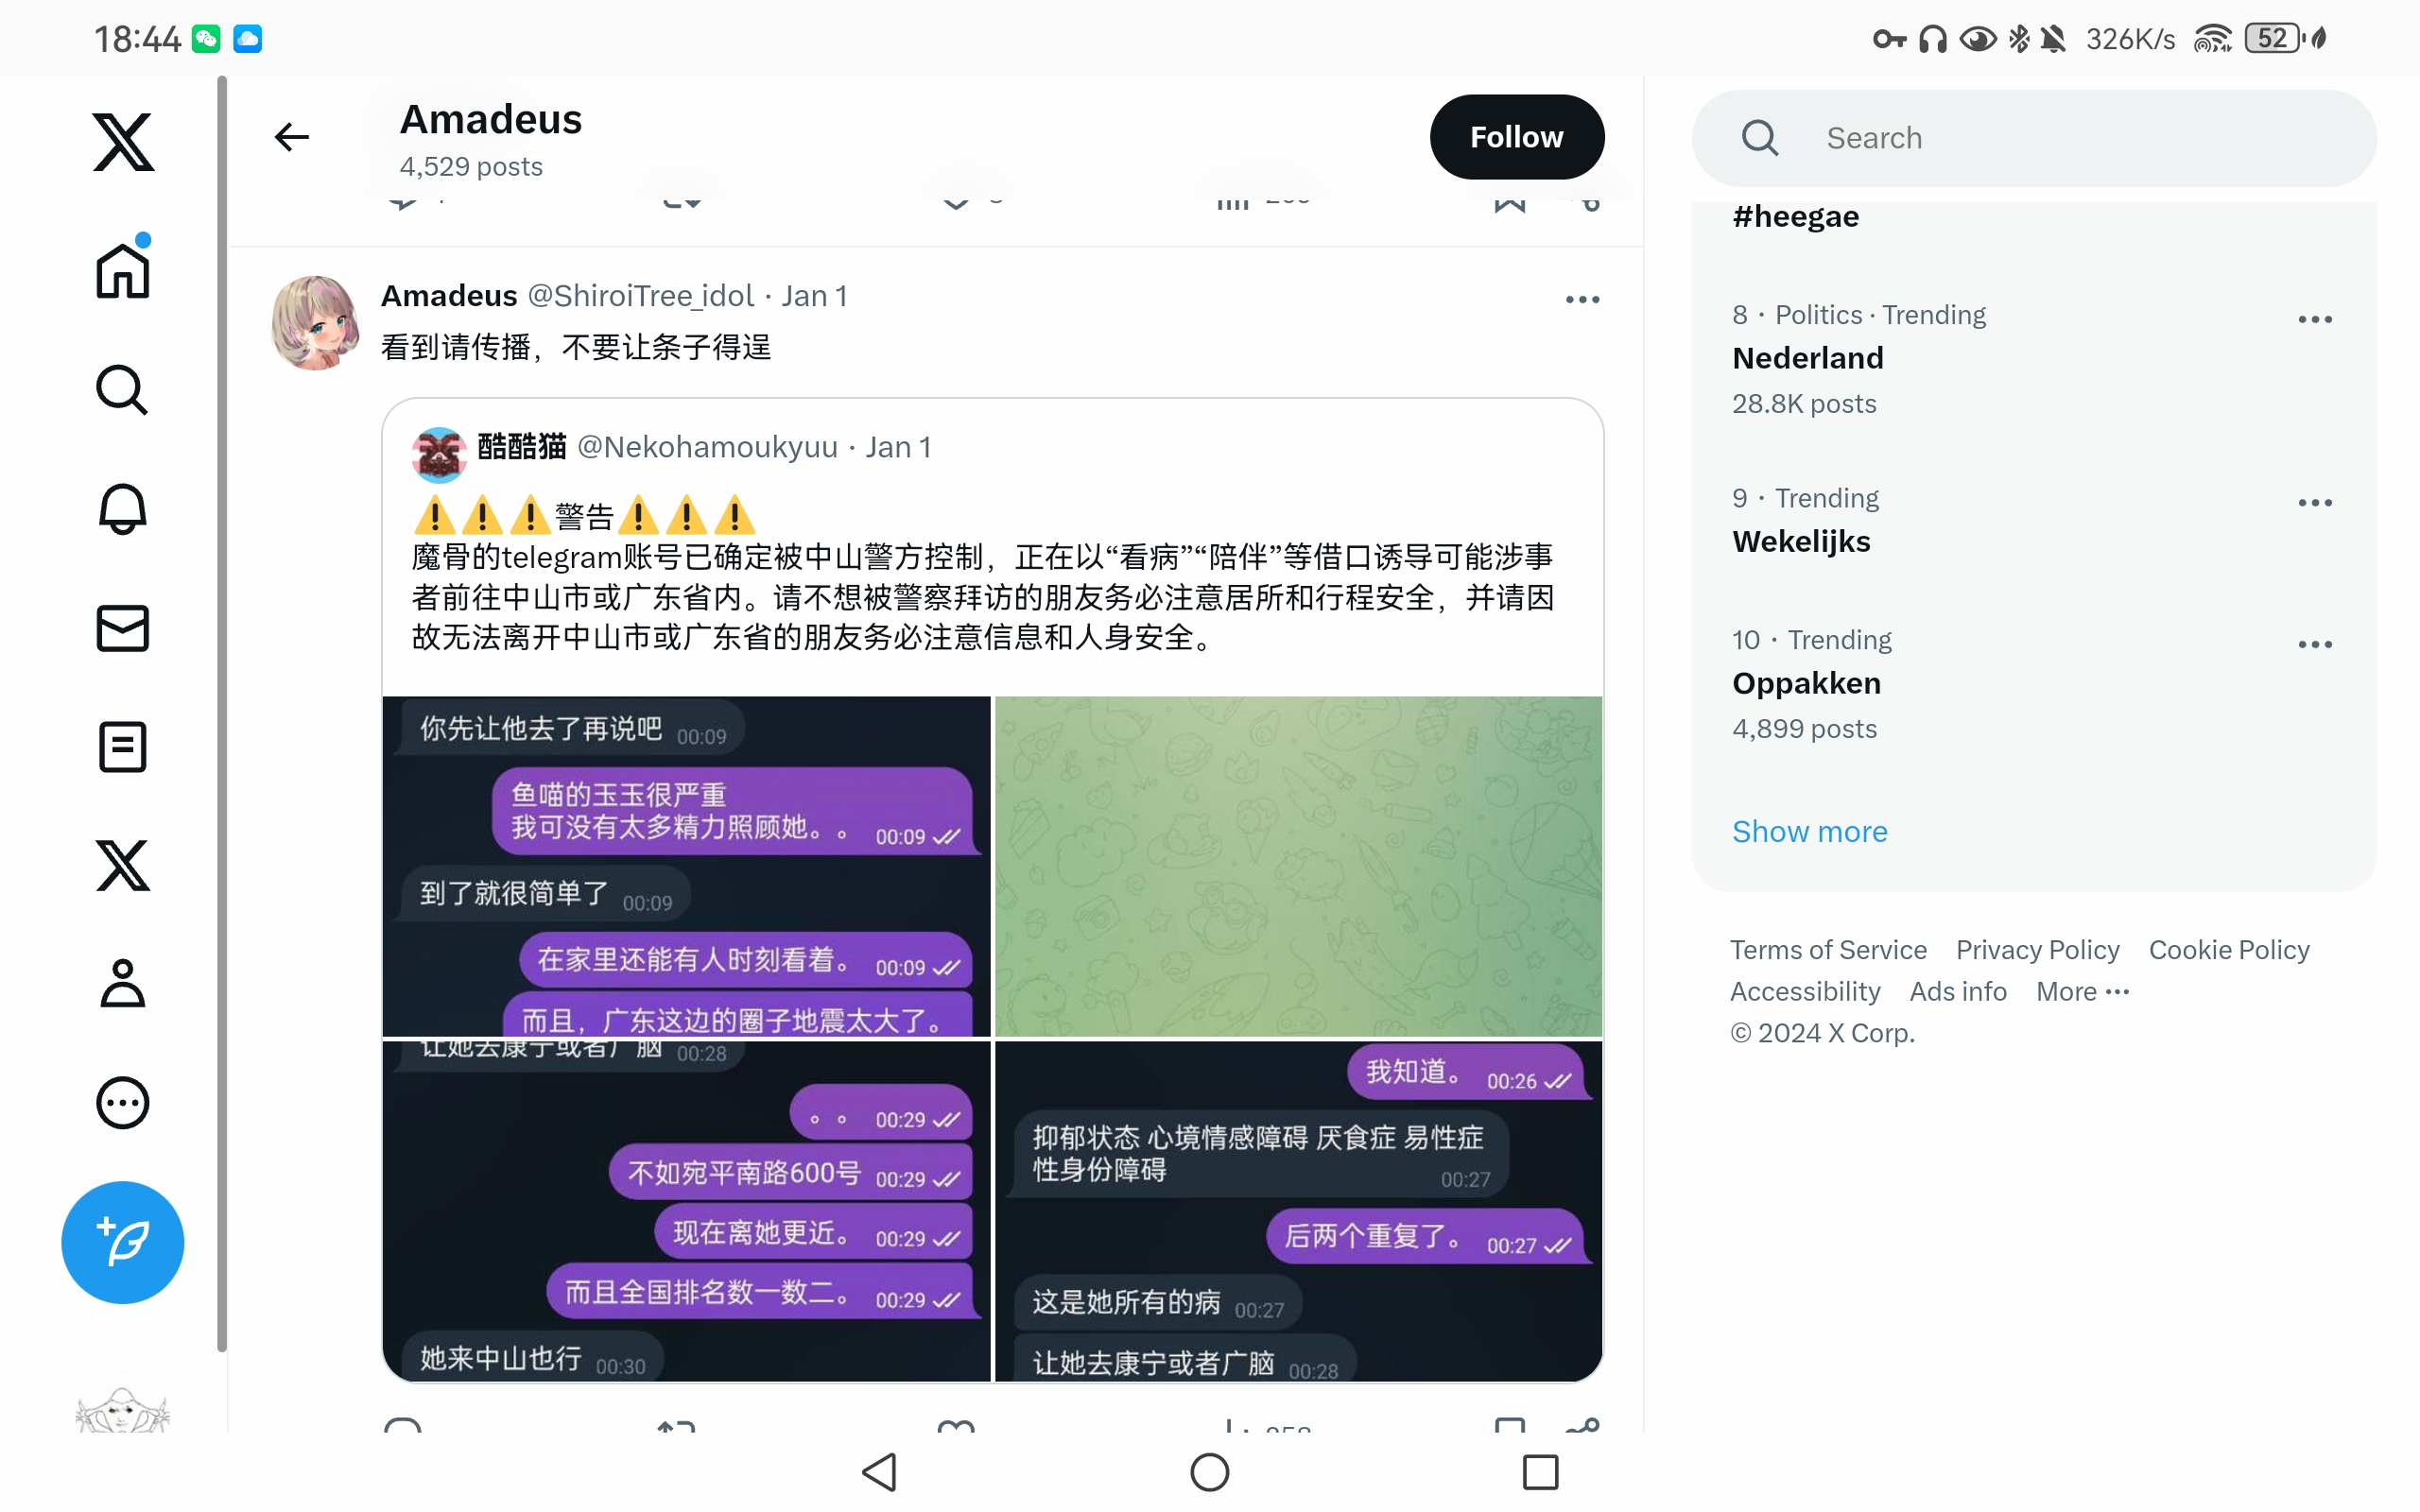 18:44
326K/s
52
Amadeus
4,529 posts
Follow
Search
#heegae
8 · Politics · Trending
Nederland
28.8K posts
9 · Trending
Wekelijks
10 · Trending
Oppakken
4,899 posts
Show more
Terms of Service Privacy Policy Cookie Policy
Accessibility Ads info More ···
© 2024 X Corp.
Amadeus @ShiroiTree_idol · Jan 1
看到请传播，不要让条子得逞
酷酷猫 @Nekohamoukyuu · Jan 1
⚠️⚠️⚠️警告⚠️⚠️⚠️
魔骨的telegram账号已确定被中山警方控制，正在以“看病”“陪伴”等借口诱导可能涉事
者前往中山市或广东省内。请不想被警察拜访的朋友务必注意居所和行程安全，并请因
故无法离开中山市或广东省的朋友务必注意信息和人身安全。
你先让他去了再说吧 00:09
鱼喵的玉玉很严重
我可没有太多精力照顾她。。 00:09
到了就很简单了 00:09
在家里还能有人时刻看着。 00:09
而且，广东这边的圈子地震太大了。
让她去康宁或者广脑 00:28
。。 00:29
不如宛平南路600号 00:29
现在离她更近。 00:29
而且全国排名数一数二。 00:29
她来中山也行 00:30
我知道。 00:26
抑郁状态 心境情感障碍 厌食症 易性症
性身份障碍 00:27
后两个重复了。 00:27
这是她所有的病 00:27
让她去康宁或者广脑 00:28